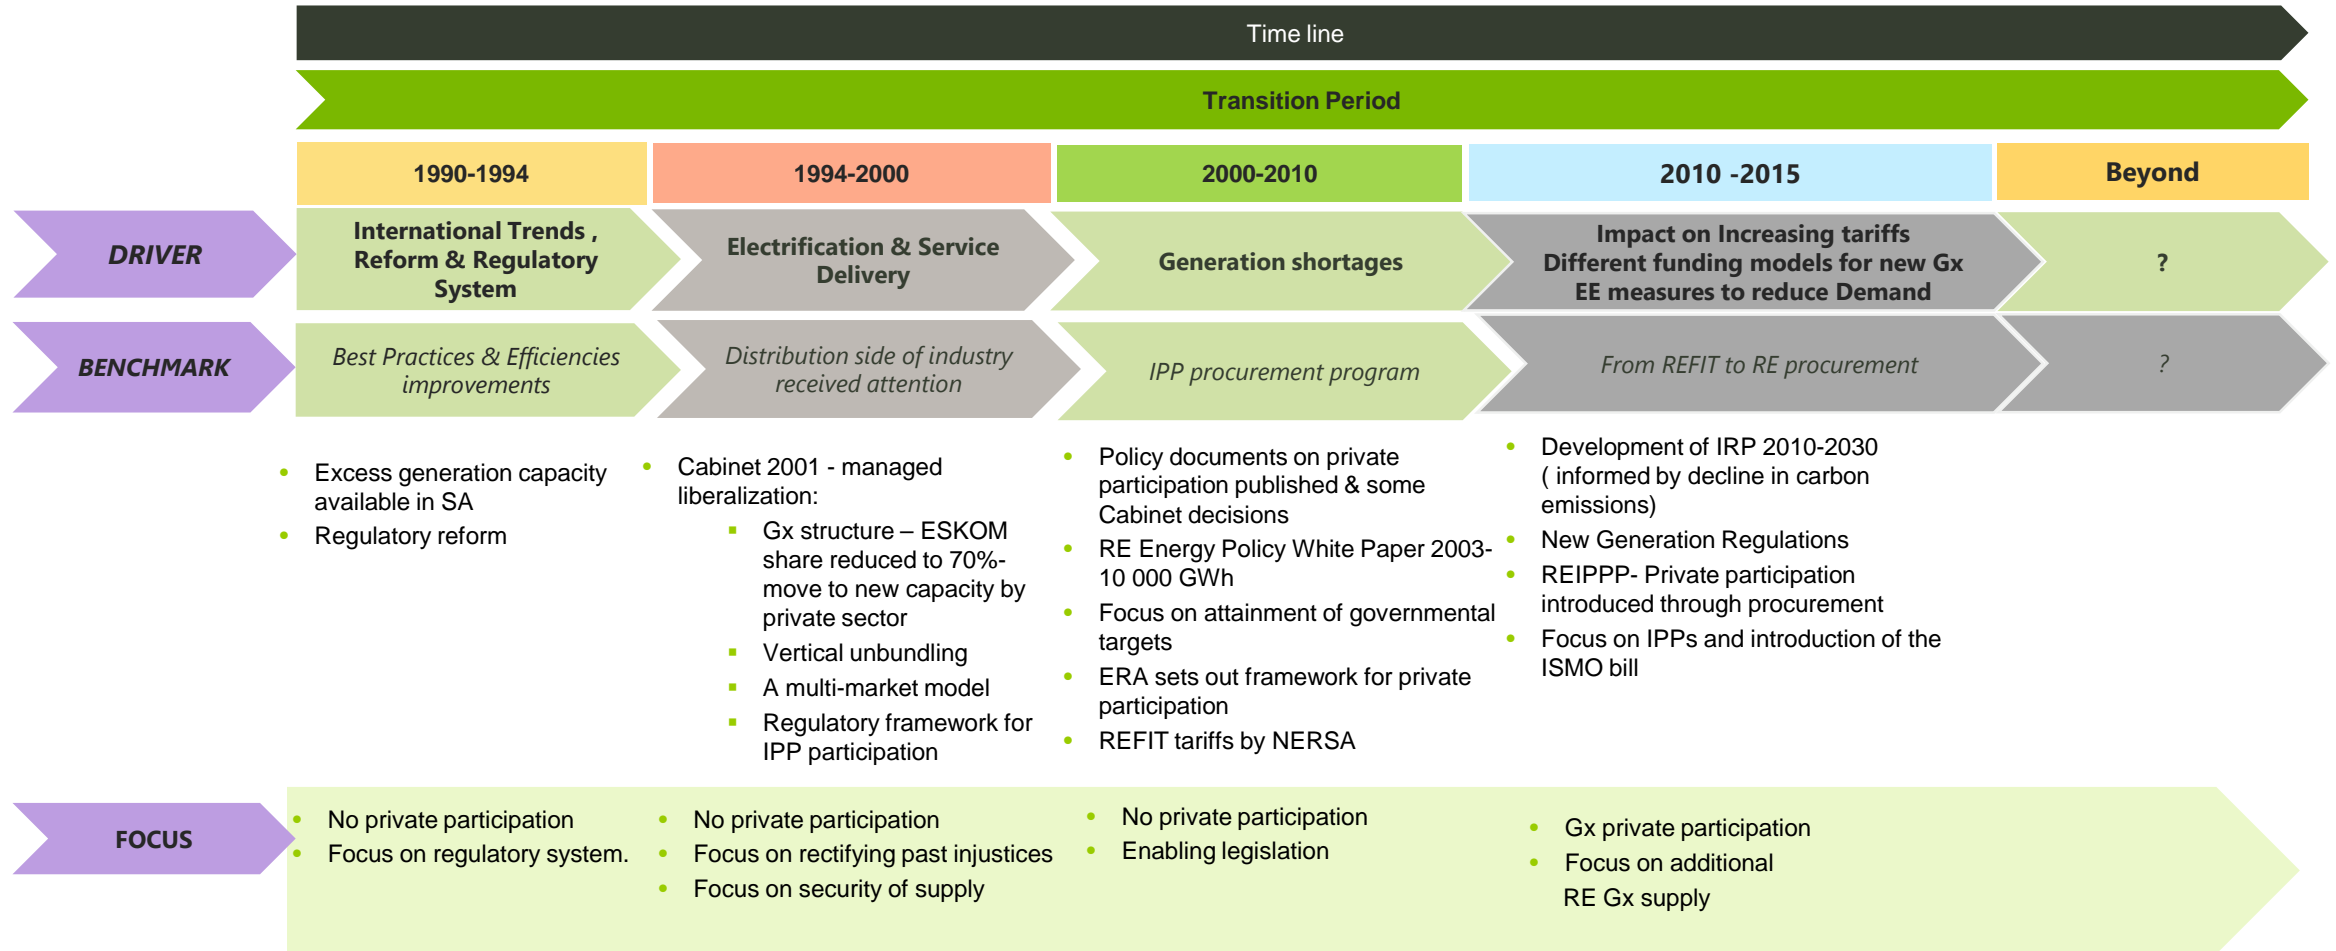 Time line
Transition Period
1990-1994
1994-2000
2000-2010
2010 -2015
Beyond
DRIVER
International Trends ,
Reform & Regulatory
System
Electrification & Service
Delivery
Generation shortages
Impact on Increasing tariffs
Different funding models for new Gx
EE measures to reduce Demand
?
BENCHMARK
Best Practices & Efficiencies
improvements
Distribution side of industry
received attention
IPP procurement program
From REFIT to RE procurement
?
• Excess generation capacity
available in SA
• Regulatory reform
• Cabinet 2001 - managed
liberalization:
▪ Gx structure – ESKOM
share reduced to 70%-
move to new capacity by
private sector
▪ Vertical unbundling
▪ A multi-market model
▪ Regulatory framework for
IPP participation
• Policy documents on private
participation published & some
Cabinet decisions
• RE Energy Policy White Paper 2003-
10 000 GWh
• Focus on attainment of governmental
targets
• ERA sets out framework for private
participation
• REFIT tariffs by NERSA
• Development of IRP 2010-2030
( informed by decline in carbon
emissions)
• New Generation Regulations
• REIPPP- Private participation
introduced through procurement
• Focus on IPPs and introduction of the
ISMO bill
FOCUS
• No private participation
• Focus on regulatory system.
• No private participation
• Focus on rectifying past injustices
• Focus on security of supply
• No private participation
• Enabling legislation
• Gx private participation
• Focus on additional
RE Gx supply